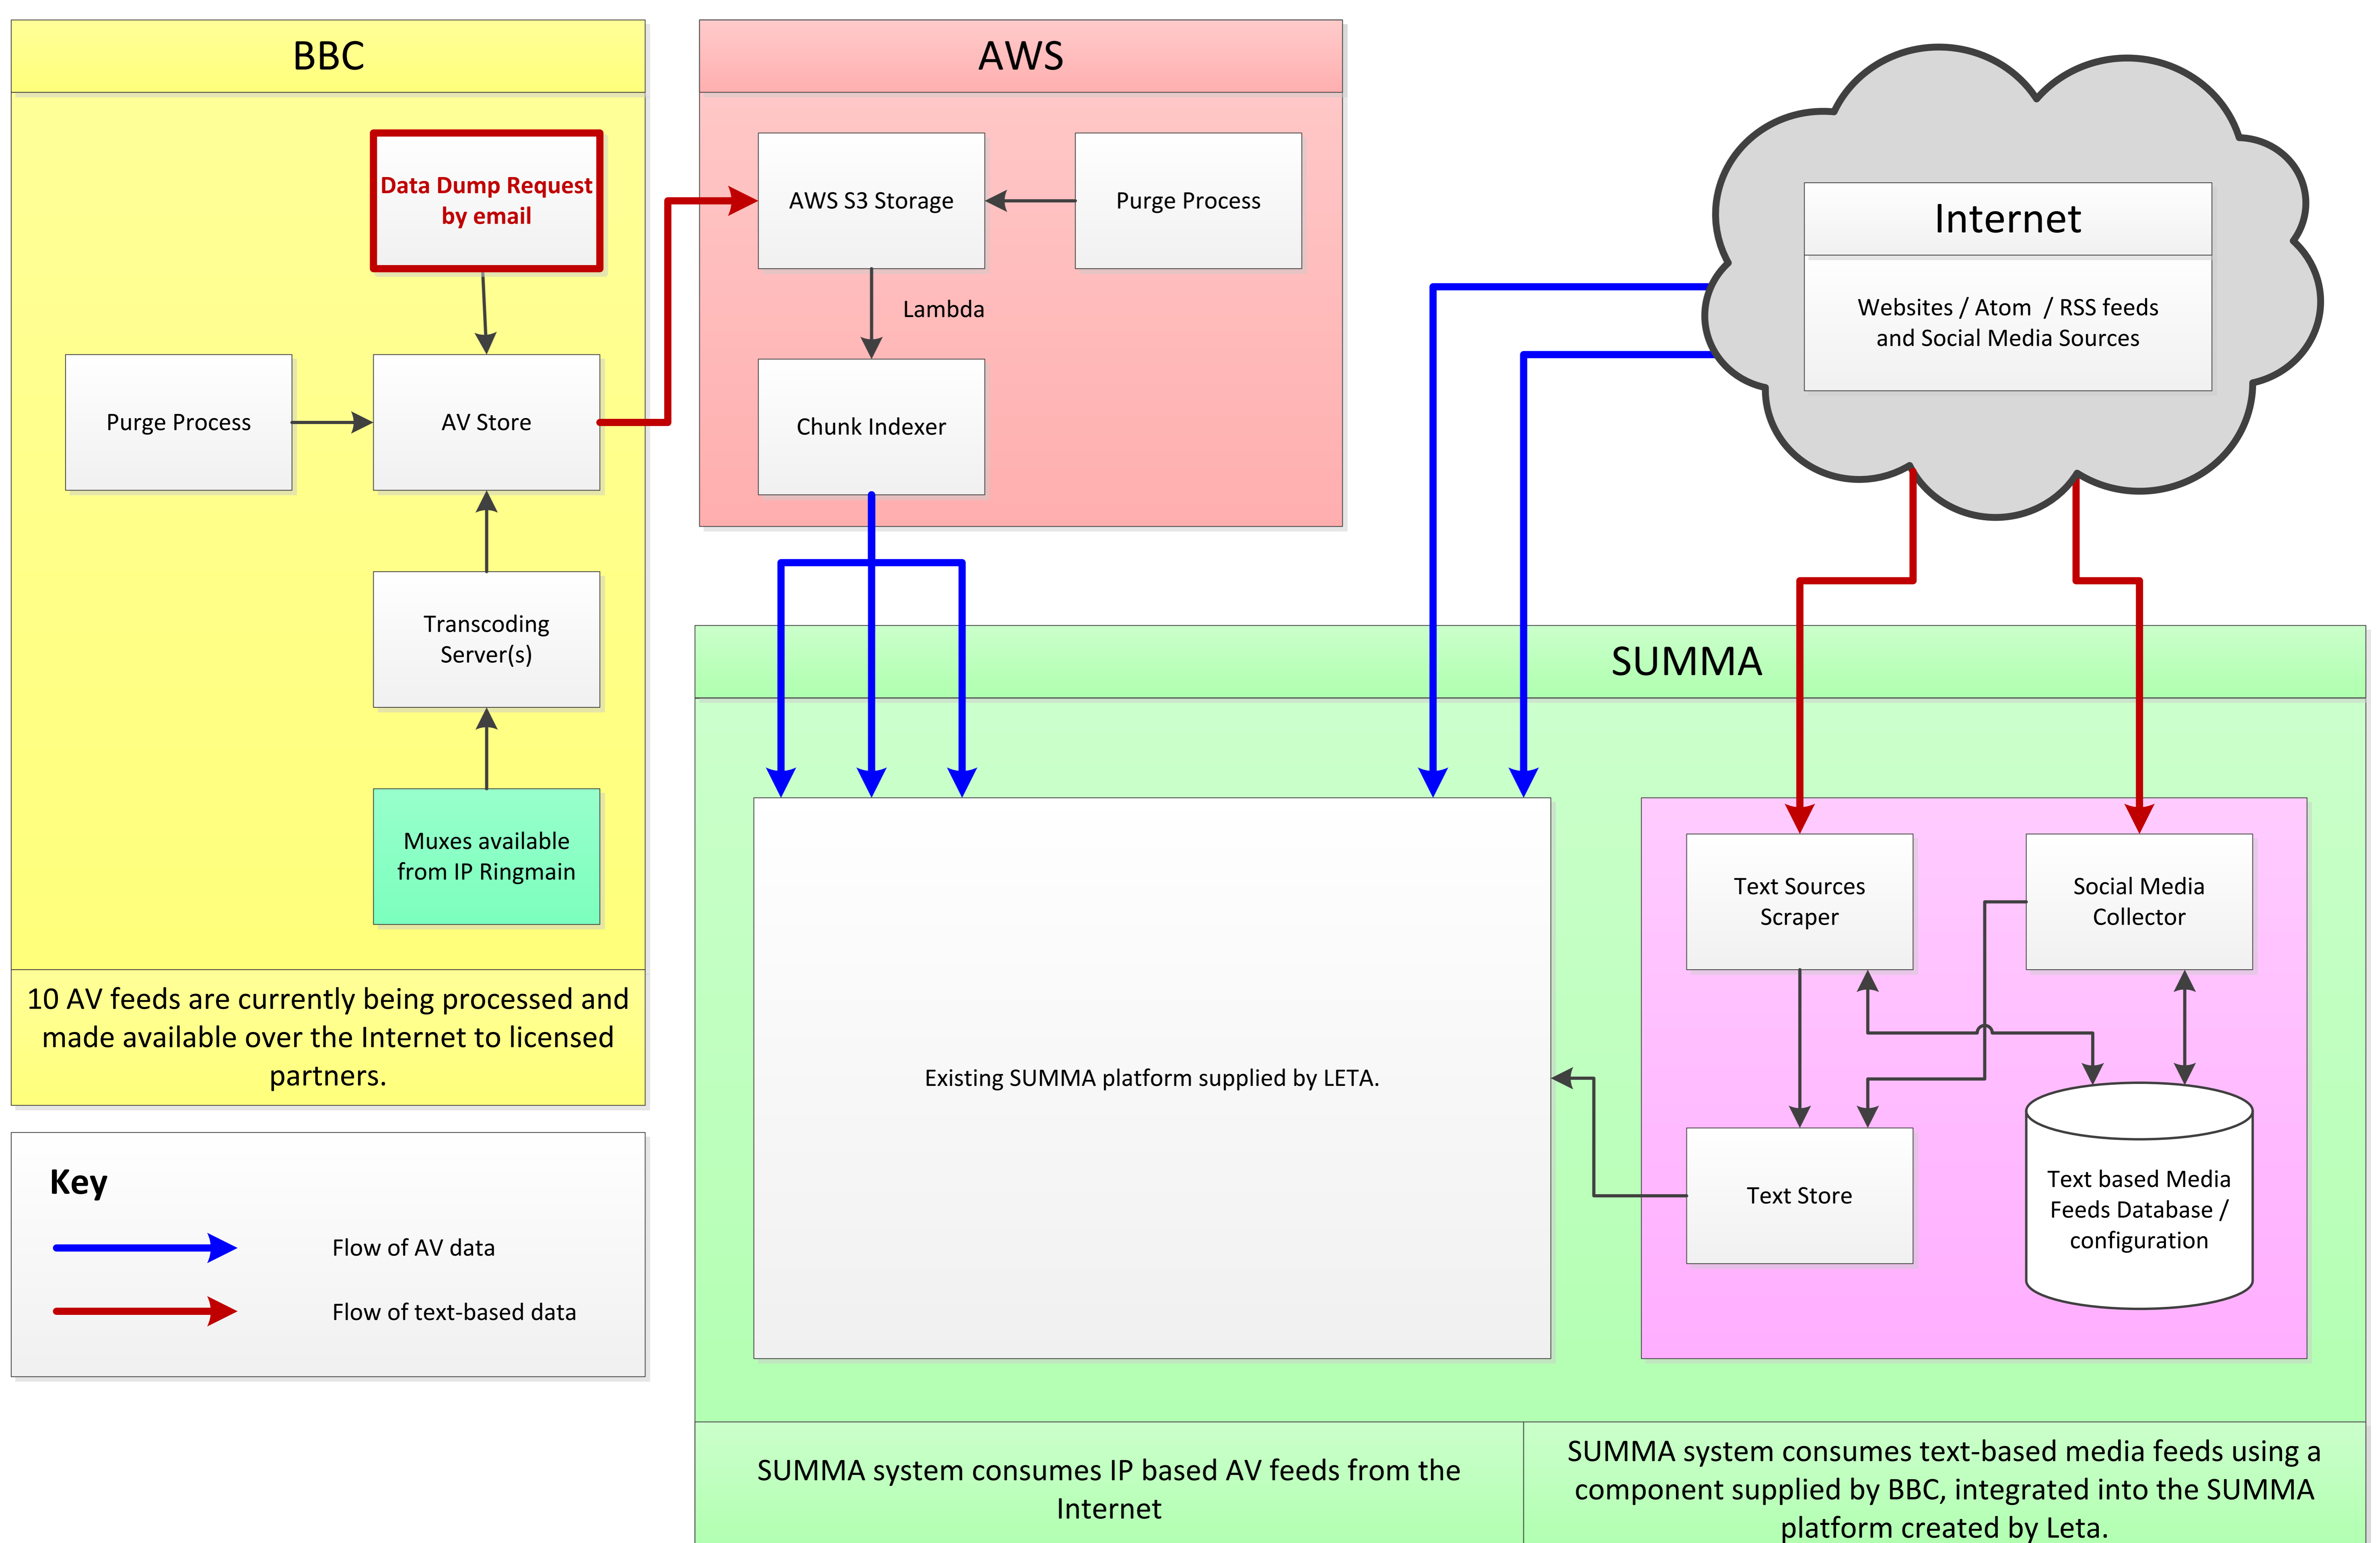 BBC
Data Dump Request
by email
Purge Process
AV Store
Transcoding
Server(s)
Muxes available
from IP Ringmain
10 AV feeds are currently being processed and
made available over the Internet to licensed
partners.
Key
Flow of AV data
Flow of text-based data
AWS
AWS S3 Storage
Purge Process
Lambda
Chunk Indexer
Internet
Websites / Atom / RSS feeds
and Social Media Sources
SUMMA
Existing SUMMA platform supplied by LETA.
Text Sources
Scraper
Social Media
Collector
Text Store
Text based Media
Feeds Database /
configuration
SUMMA system consumes IP based AV feeds from the
Internet
SUMMA system consumes text-based media feeds using a
component supplied by BBC, integrated into the SUMMA
platform created by Leta.